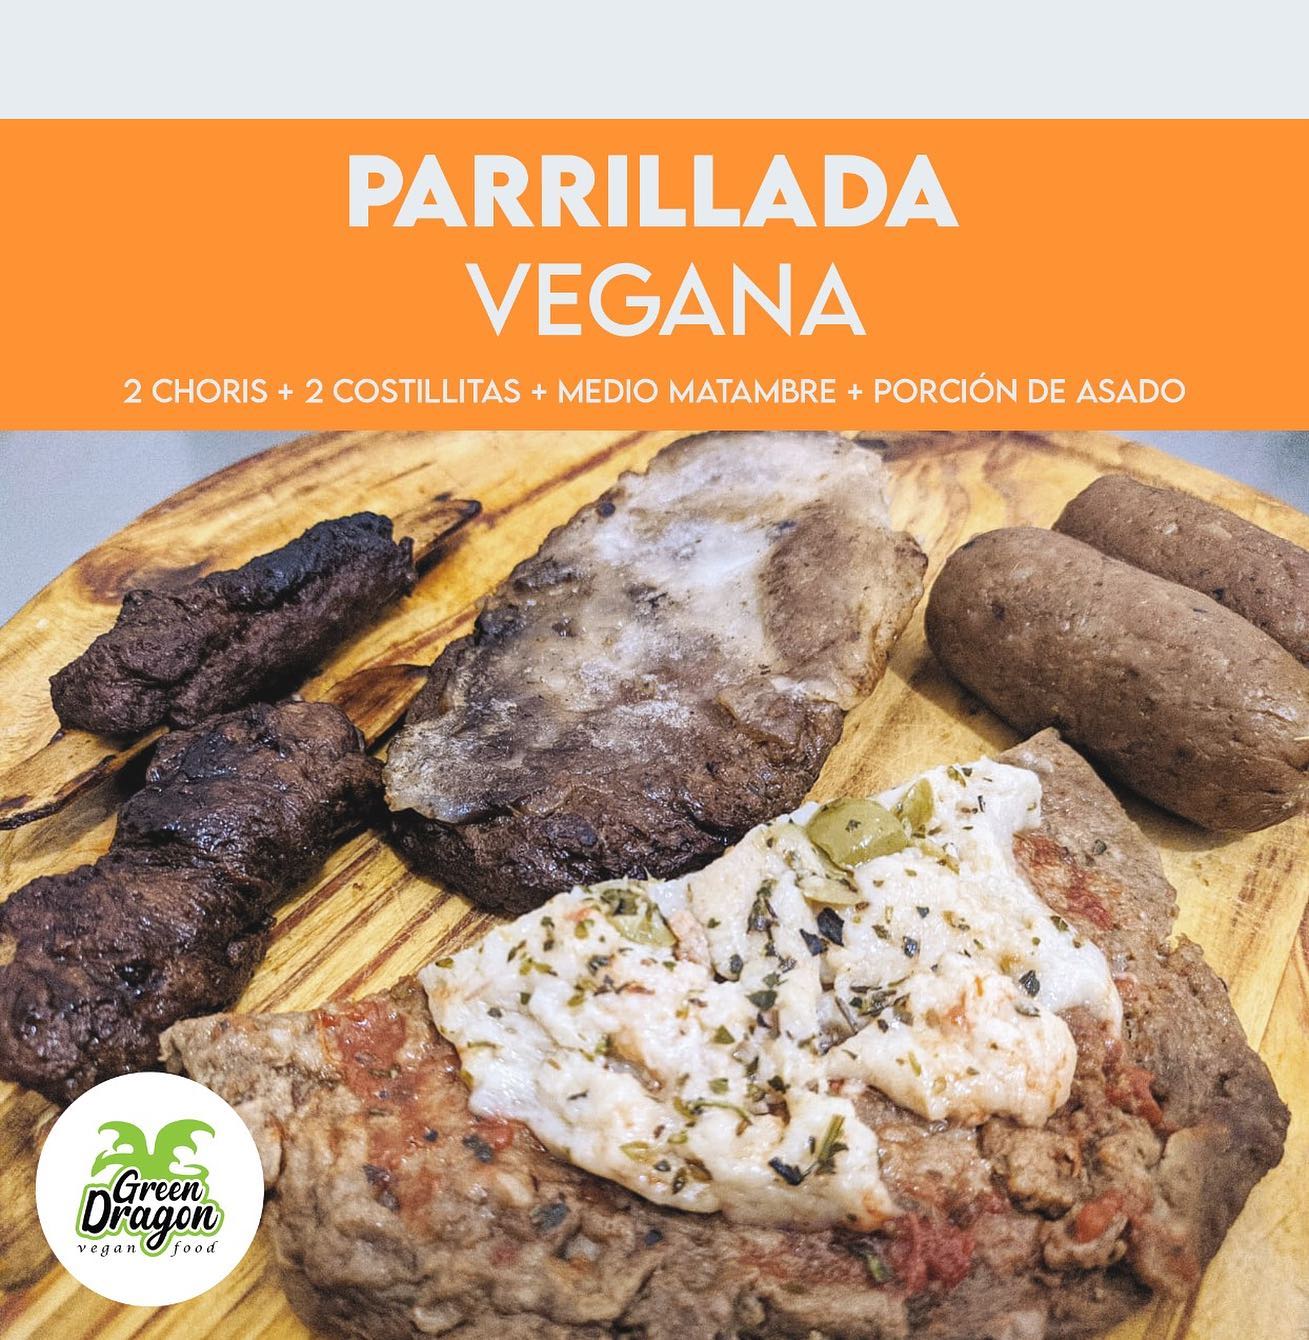 PARRILLADA
VEGANA
2 CHORIS + 2 COSTILLITAS + MEDIO MATAMBRE + PORCIÓN DE ASADO
Green
Dragon
vegan food